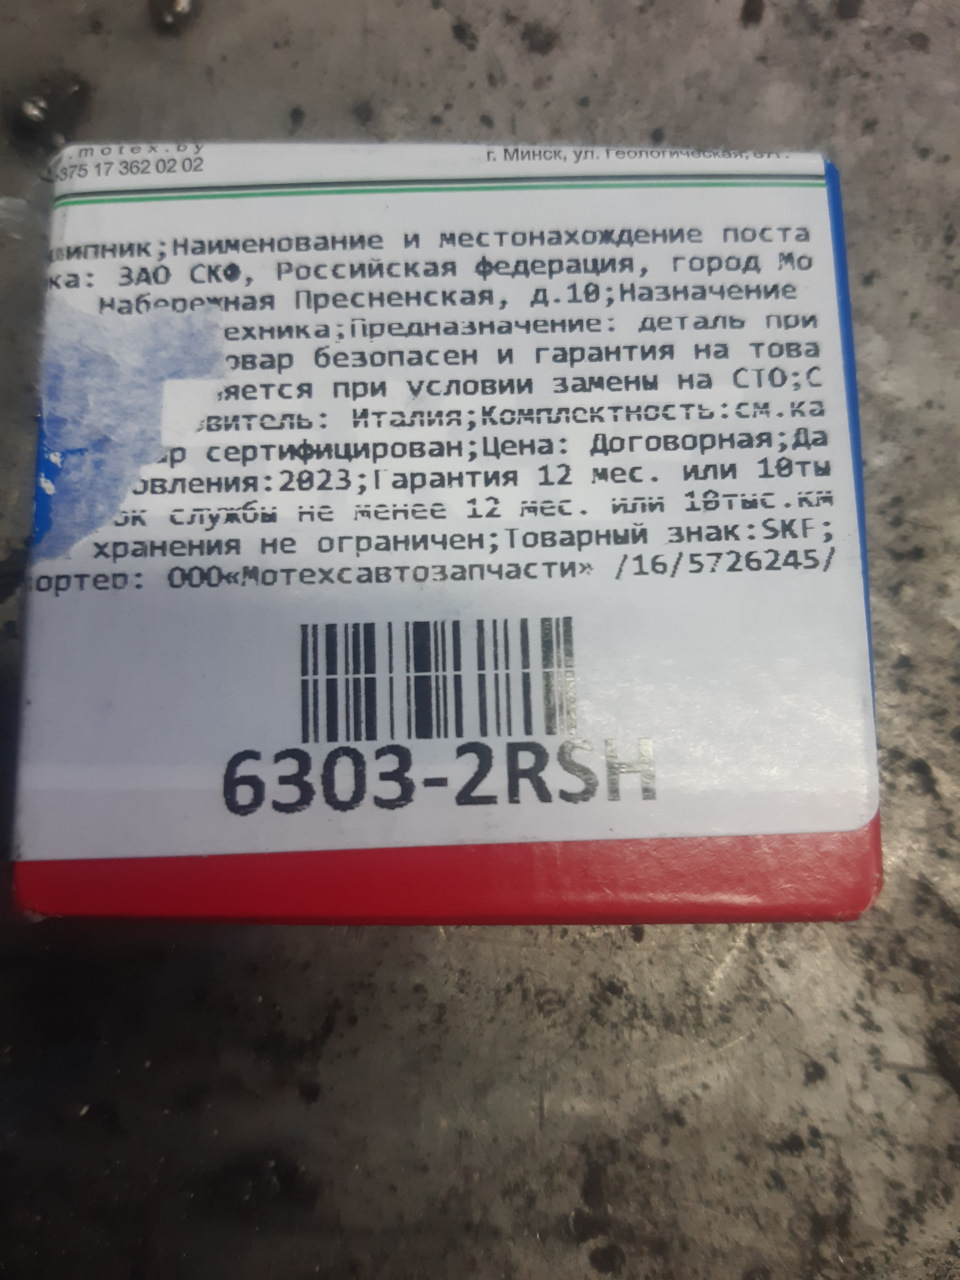 .motex.by
375 17 362 02 02
г. Минск, ул. Геологическая,
ипник;Наименование и местонахождение поста
ка: ЗАО СКФ, Российская федерация, город Мо
Набережная Пресненская, д.10;Назначение
ехника;Предназначение: деталь при
овар безопасен и гарантия на това
яется при условии замены на СТО;С
витель: Италия;Комплектность:см.ка
ар сертифицирован;Цена: Договорная;Да
овления:2023;Гарантия 12 мес. или 10ты
ок службы не менее 12 мес. или 10тыс.км
хранения не ограничен;Товарный знак:SKF;
ортер: ООО«Мотехсавтозапчасти» /16/5726245/
6303-2RSH